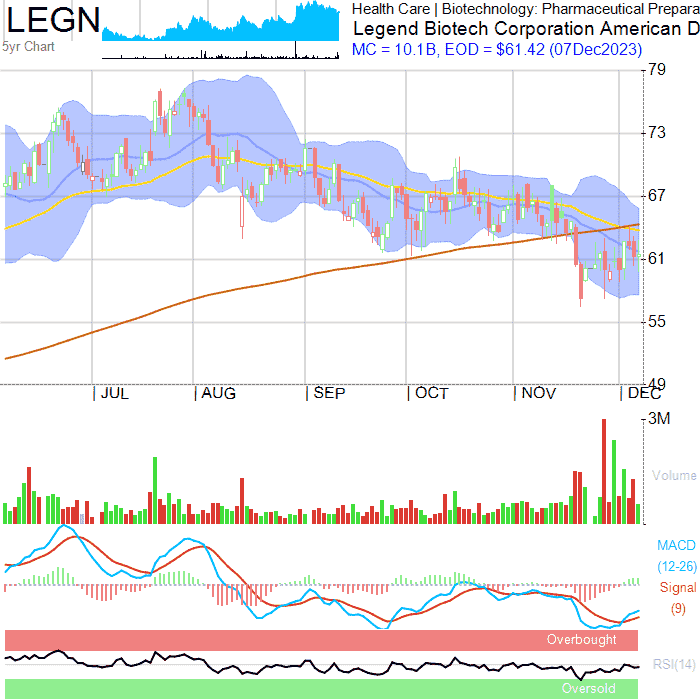 LEGN
5yr Chart
Health Care | Biotechnology: Pharmaceutical Prepara
Legend Biotech Corporation American D
MC = 10.1B, EOD = $61.42 (07Dec2023)
79
73
67
61
55
49
JUL AUG SEP OCT NOV DEC
3M
Volume
MACD
(12-26)
Signal
(9)
Overbought
RSI(14)
Oversold